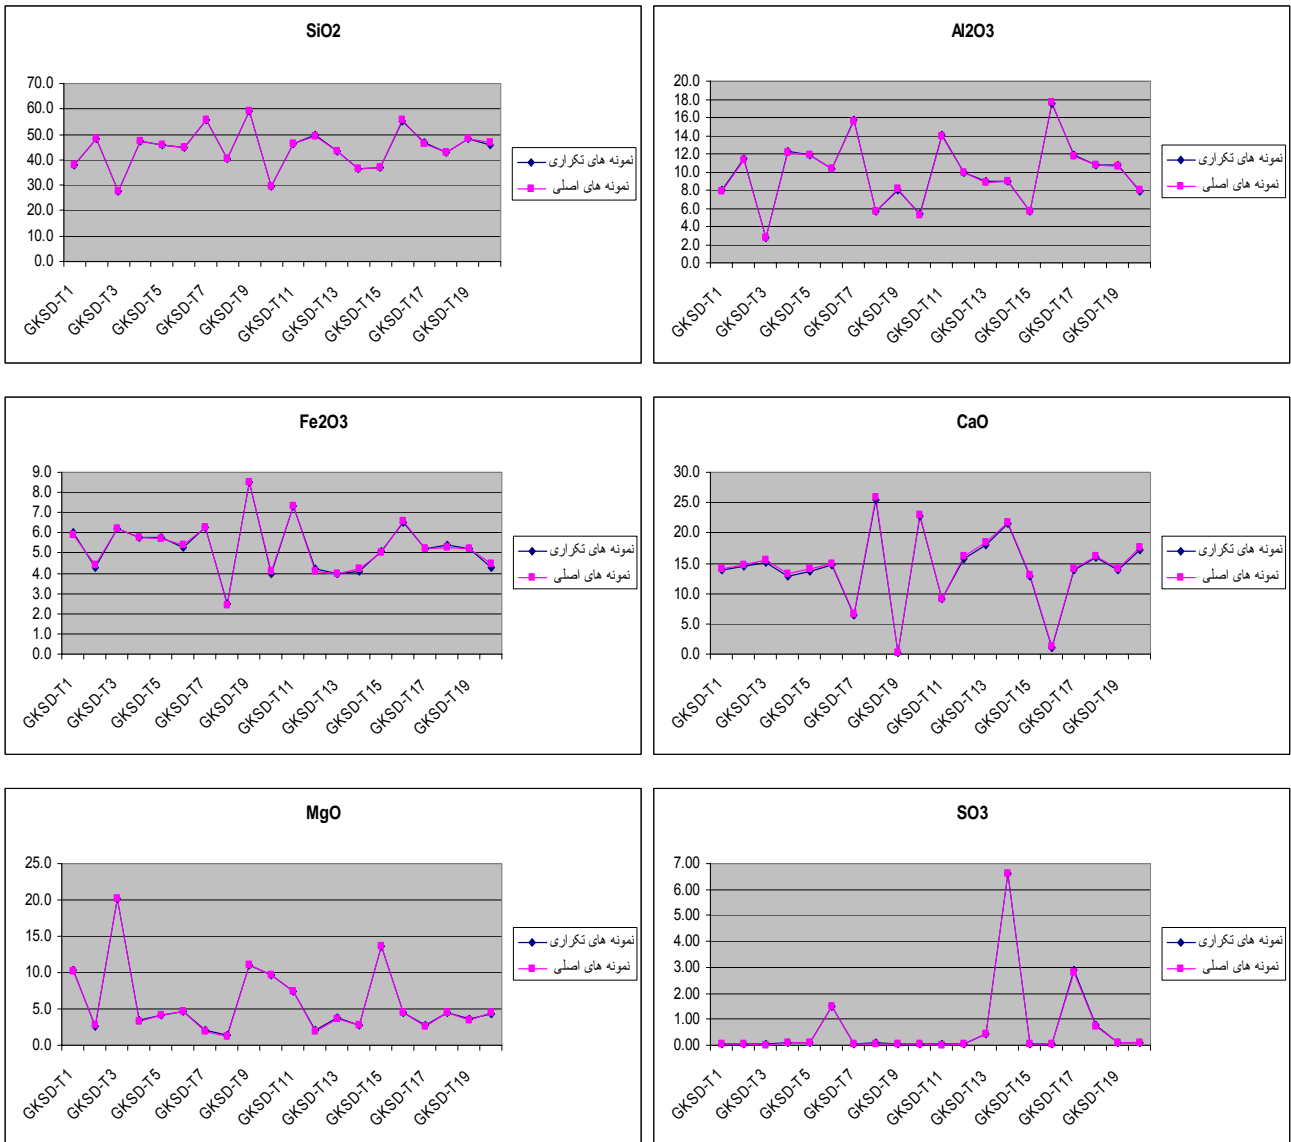 SiO2
70.0
60.0
50.0
40.0
30.0
20.0
10.0
0.0
GKSD-T1
GKSD-T3
GKSD-T5
GKSD-T7
GKSD-T9
GKSD-T11
GKSD-T13
GKSD-T15
GKSD-T17
GKSD-T19
نمونه های تکراری
نمونه های اصلی
Al2O3
20.0
18.0
16.0
14.0
12.0
10.0
8.0
6.0
4.0
2.0
0.0
GKSD-T1
GKSD-T3
GKSD-T5
GKSD-T7
GKSD-T9
GKSD-T11
GKSD-T13
GKSD-T15
GKSD-T17
GKSD-T19
نمونه های تکراری
نمونه های اصلی
Fe2O3
9.0
8.0
7.0
6.0
5.0
4.0
3.0
2.0
1.0
0.0
GKSD-T1
GKSD-T3
GKSD-T5
GKSD-T7
GKSD-T9
GKSD-T11
GKSD-T13
GKSD-T15
GKSD-T17
GKSD-T19
نمونه های تکراری
نمونه های اصلی
CaO
30.0
25.0
20.0
15.0
10.0
5.0
0.0
GKSD-T1
GKSD-T3
GKSD-T5
GKSD-T7
GKSD-T9
GKSD-T11
GKSD-T13
GKSD-T15
GKSD-T17
GKSD-T19
نمونه های تکراری
نمونه های اصلی
MgO
25.0
20.0
15.0
10.0
5.0
0.0
GKSD-T1
GKSD-T3
GKSD-T5
GKSD-T7
GKSD-T9
GKSD-T11
GKSD-T13
GKSD-T15
GKSD-T17
GKSD-T19
نمونه های تکراری
نمونه های اصلی
SO3
7.00
6.00
5.00
4.00
3.00
2.00
1.00
0.00
GKSD-T1
GKSD-T3
GKSD-T5
GKSD-T7
GKSD-T9
GKSD-T11
GKSD-T13
GKSD-T15
GKSD-T17
GKSD-T19
نمونه های تکراری
نمونه های اصلی